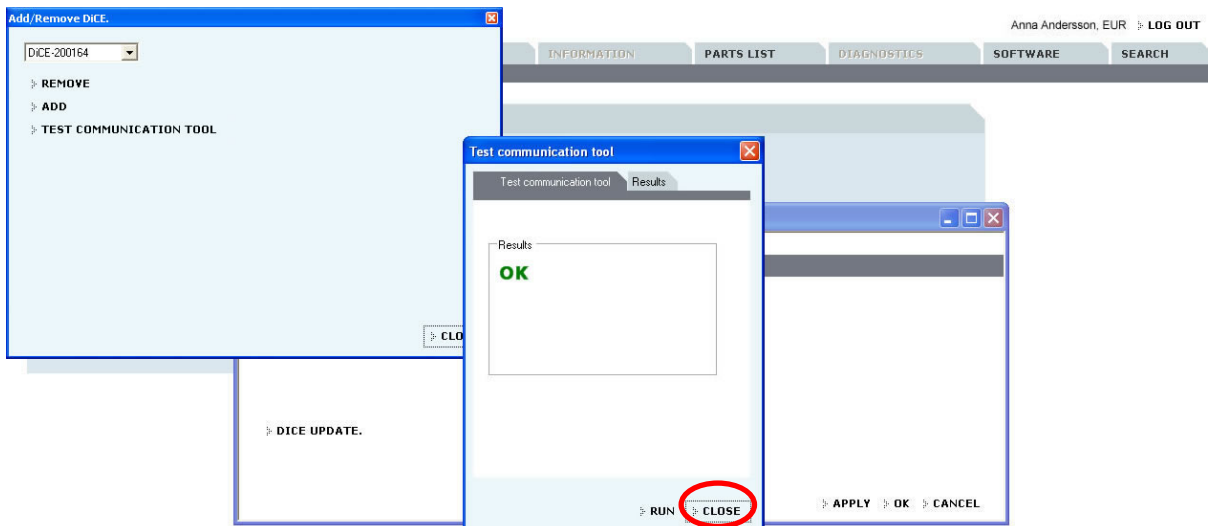 Add/Remove DiCE.
Anna Andersson, EUR LOG OUT
DiCE-200164
INFORMATION PARTS LIST DIAGNOSTICS SOFTWARE SEARCH
REMOVE
ADD
TEST COMMUNICATION TOOL
Test communication tool
Test communication tool Results
Results
OK
CLO
DICE UPDATE.
RUN CLOSE
APPLY OK CANCEL